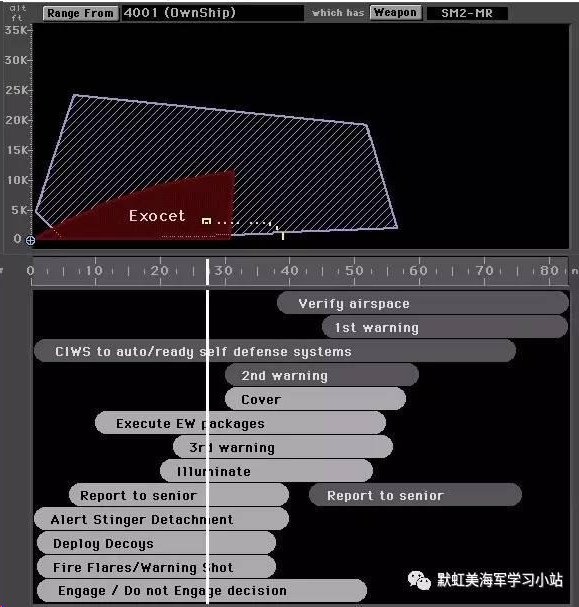 alt Range From 4001 (OwnShip) which has Weapon SM2-MR
ft
35K
30K
25K
20K
15K
10K
Exocet
5K
0
0 10 20 30 40 50 60 70 80
Verify airspace
1st warning
CIWS to auto/ready self defense systems
2nd warning
Cover
Execute EW packages
3rd warning
Illuminate
Report to senior Report to senior
Alert Stinger Detachment
Deploy Decoys
Fire Flares/Warning Shot
Engage / Do not Engage decision
默虹美海军学习小站